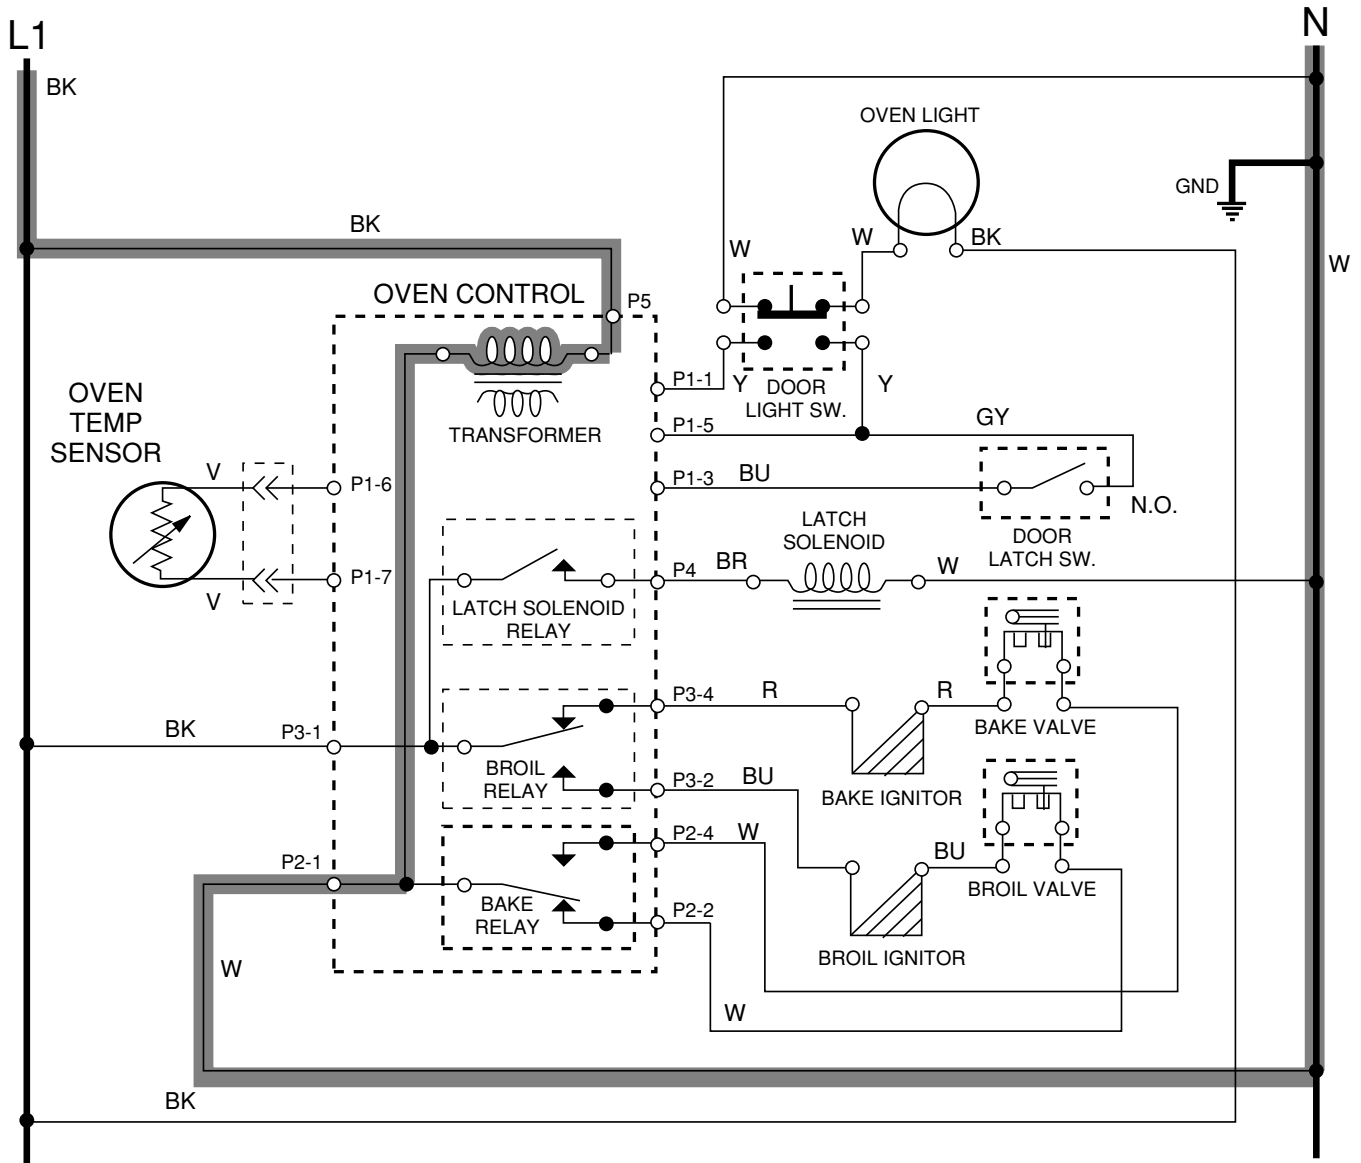 L1
N
BK
OVEN LIGHT
GND
BK
W
W
BK
W
OVEN CONTROL
P5
OVEN
TEMP
SENSOR
TRANSFORMER
P1-1
Y
DOOR
LIGHT SW.
Y
P1-5
GY
V
P1-6
P1-3
BU
N.O.
DOOR
LATCH SW.
LATCH
SOLENOID
P1-7
V
LATCH SOLENOID
RELAY
P4
BR
W
P3-4
R
R
BAKE VALVE
BK
P3-1
BROIL
RELAY
P3-2
BU
BAKE IGNITOR
P2-4
W
P2-1
BU
BROIL VALVE
BAKE
RELAY
P2-2
BROIL IGNITOR
W
W
BK